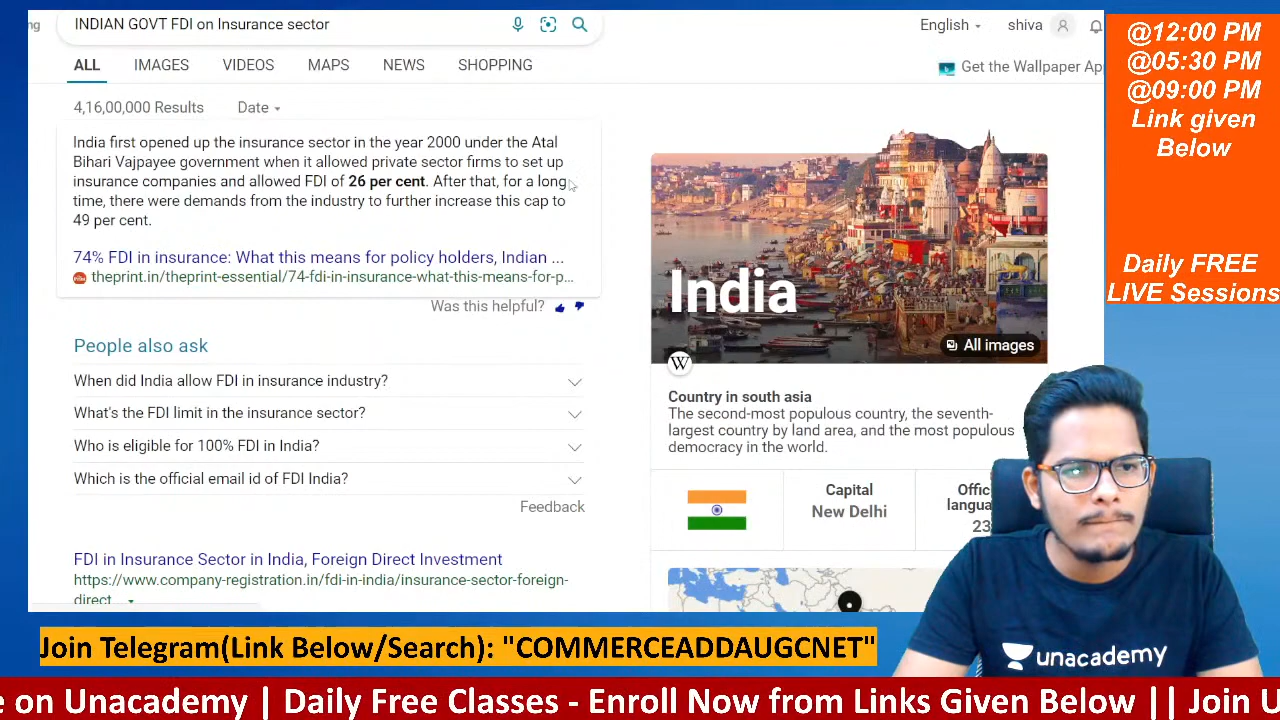 ng
INDIAN GOVT FDI on Insurance sector
English
shiva
ALL
IMAGES
VIDEOS
MAPS
NEWS
SHOPPING
Get the Wallpaper Ap
4,16,00,000 Results
Date
India first opened up the insurance sector in the year 2000 under the Atal
Bihari Vajpayee government when it allowed private sector firms to set up
insurance companies and allowed FDI of 26 per cent. After that, for a long
time, there were demands from the industry to further increase this cap to
49 per cent.
74% FDI in insurance: What this means for policy holders, Indian ...
theprint.in/theprint-essential/74-fdi-in-insurance-what-this-means-for-p...
Was this helpful?
People also ask
When did India allow FDI in insurance industry?
What's the FDI limit in the insurance sector?
Who is eligible for 100% FDI in India?
Which is the official email id of FDI India?
Feedback
FDI in Insurance Sector in India, Foreign Direct Investment
https://www.company-registration.in/fdi-in-india/insurance-sector-foreign-
direct...
India
All images
W
Country in south asia
The second-most populous country, the seventh-
largest country by land area, and the most populous
democracy in the world.
Capital
New Delhi
Offic
langua
23
@12:00 PM
@05:30 PM
@09:00 PM
Link given
Below
Daily FREE
LIVE Sessions
unacademy
Join Telegram(Link Below/Search): "COMMERCEADDAUGCNET"
e on Unacademy | Daily Free Classes - Enroll Now from Links Given Below || Join U